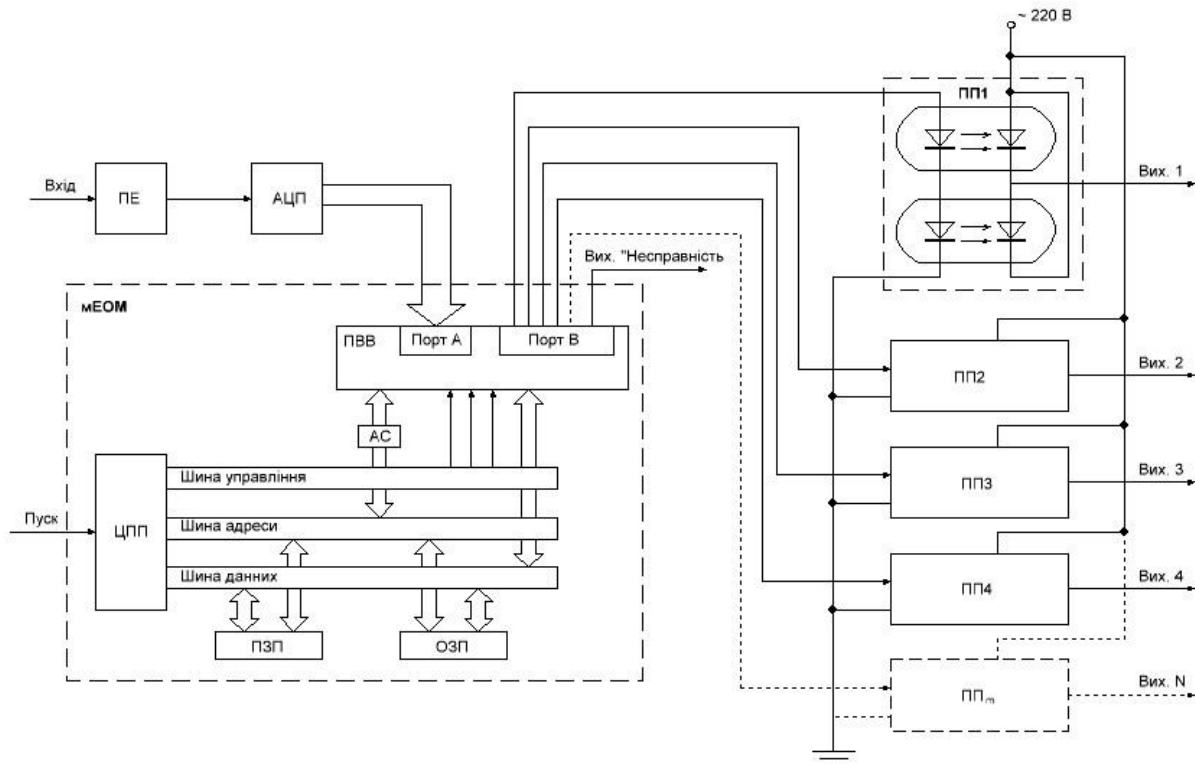 ~ 220 В
ПП1
Вхід
ПЕ
АЦП
Вих. 1
Вих. "Несправність
мЕОМ
ПВВ
Порт А
Порт В
ПП2
Вих. 2
АС
Шина управління
ПП3
Вих. 3
Пуск
ЦПП
Шина адреси
Шина данних
ПП4
Вих. 4
ПЗП
ОЗП
ППm
Вих. N